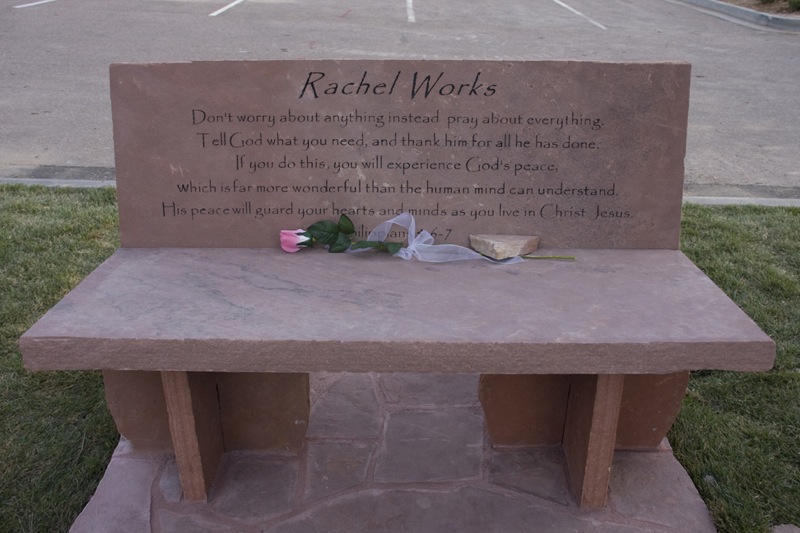 Rachel Works
Don't worry about anything instead pray about everything.
Tell God what you need, and thank him for all he has done.
If you do this, you will experience God's peace,
which is far more wonderful than the human mind can understand.
His peace will guard your hearts and minds as you live in Christ Jesus.
6-7